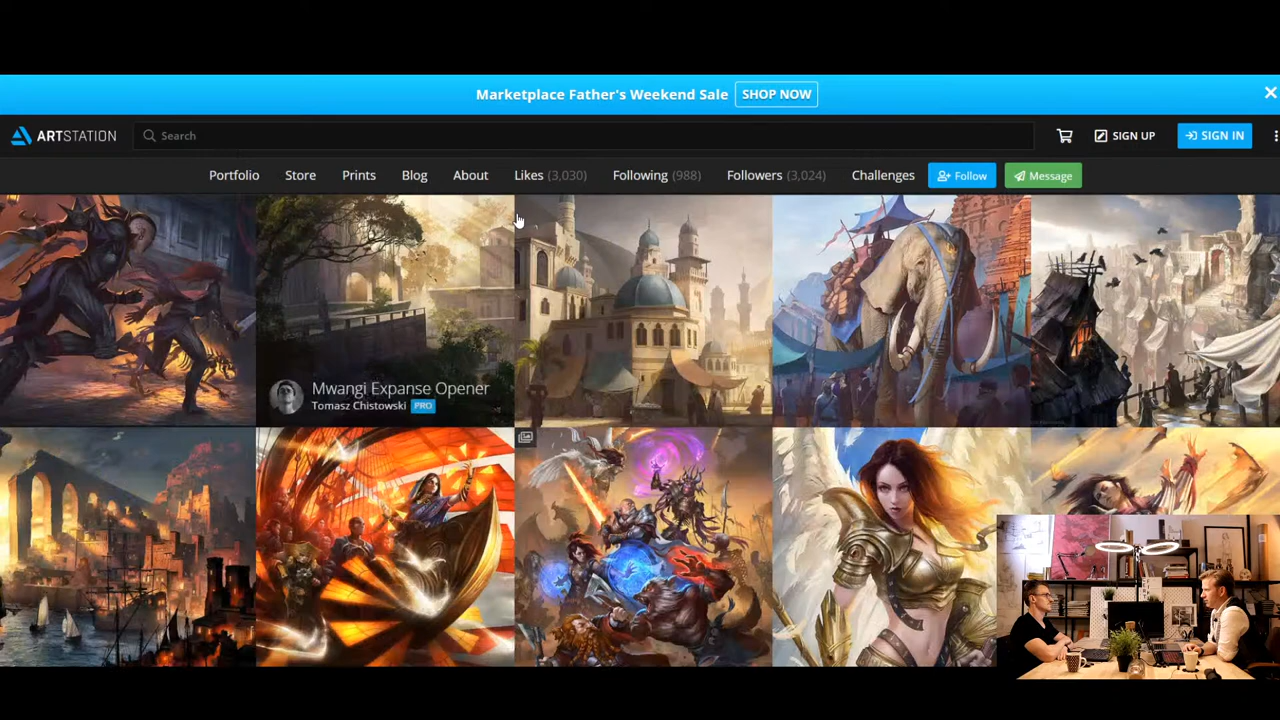 Marketplace Father's Weekend Sale SHOP NOW
ARTSTATION Search SIGN UP SIGN IN
Portfolio Store Prints Blog About Likes (3,030) Following (988) Followers (3,024) Challenges Follow Message
Mwangi Expanse Opener
Tomasz Chistowski PRO